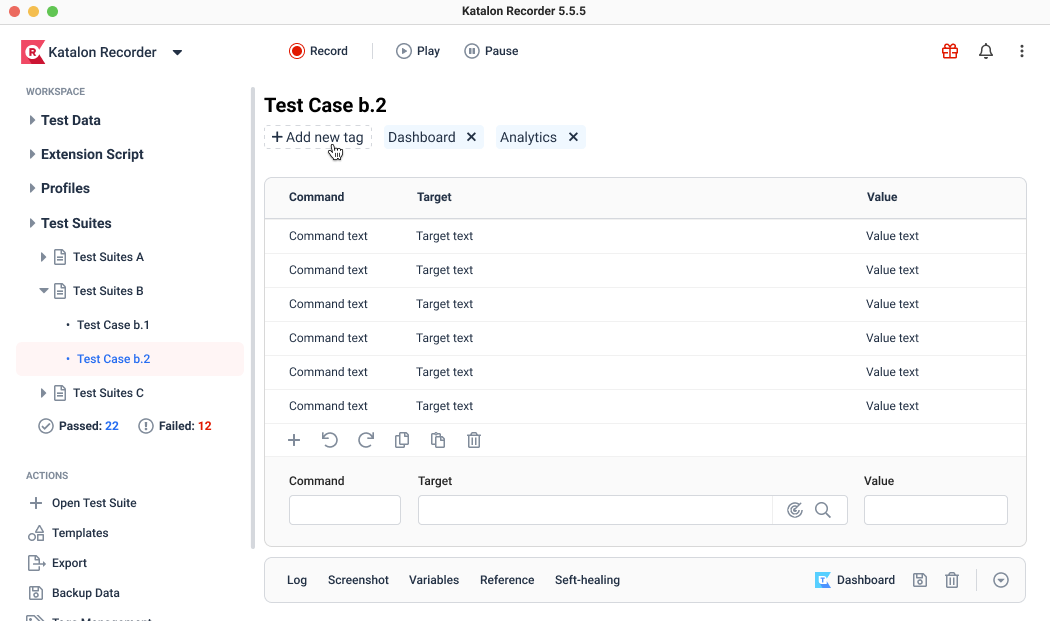 Katalon Recorder 5.5.5
Katalon Recorder
Record
Play
Pause
WORKSPACE
Test Data
Extension Script
Profiles
Test Suites
Test Suites A
Test Suites B
Test Case b.1
Test Case b.2
Test Suites C
Passed: 22 Failed: 12
ACTIONS
Open Test Suite
Templates
Export
Backup Data
Tags Management
Test Case b.2
Add new tag Dashboard Analytics
Command Target Value
Command text Target text Value text
Command text Target text Value text
Command text Target text Value text
Command text Target text Value text
Command text Target text Value text
Command text Target text Value text
Command Target Value
Log Screenshot Variables Reference Seft-healing Dashboard